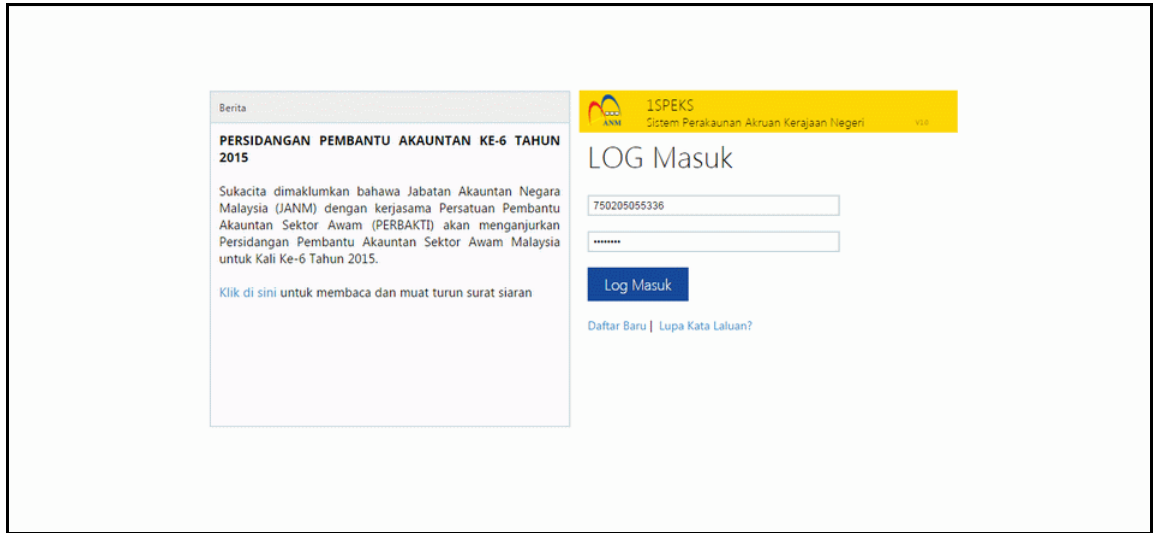 Berita
PERSIDANGAN PEMBANTU AKAUNTAN KE-6 TAHUN
2015
Sukacita dimaklumkan bahawa Jabatan Akauntan Negara
Malaysia (JANM) dengan kerjasama Persatuan Pembantu
Akauntan Sektor Awam (PERBAKTI) akan menganjurkan
Persidangan Pembantu Akauntan Sektor Awam Malaysia
untuk Kali Ke-6 Tahun 2015.
Klik di sini untuk membaca dan muat turun surat siaran
ANM
1SPEKS
Sistem Perakaunan Akruan Kerajaan Negeri
V1.0
LOG Masuk
750205055336
••••••••
Log Masuk
Daftar Baru | Lupa Kata Laluan?